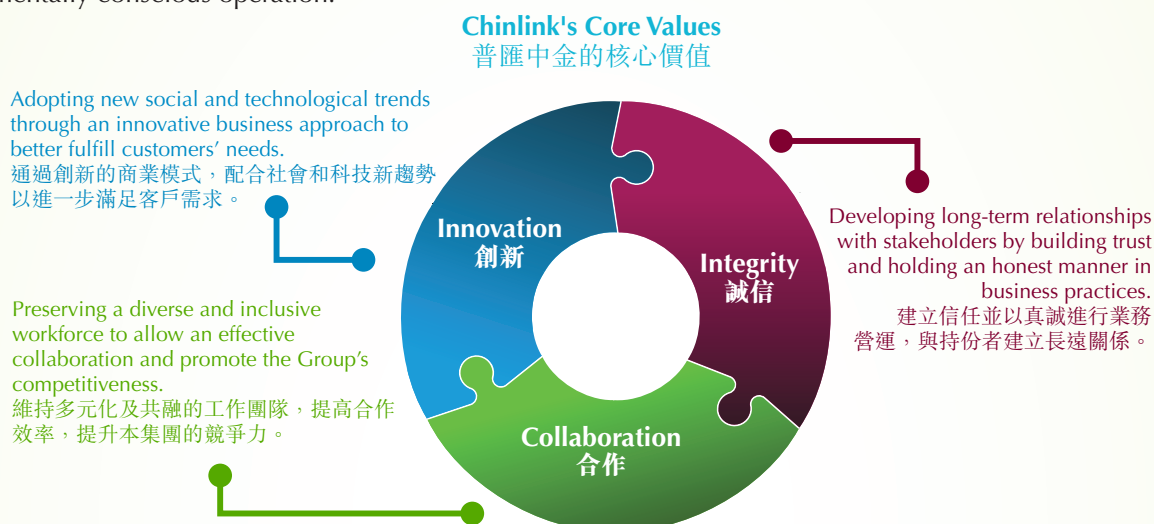 mentally-conscious operation.
Chinlink's Core Values
普匯中金的核心價值
Adopting new social and technological trends
through an innovative business approach to
better fulfill customers’ needs.
通過創新的商業模式，配合社會和科技新趨勢
以進一步滿足客戶需求。
Innovation
創新
Integrity
誠信
Developing long-term relationships
with stakeholders by building trust
and holding an honest manner in
business practices.
建立信任並以真誠進行業務
營運，與持份者建立長遠關係。
Preserving a diverse and inclusive
workforce to allow an effective
collaboration and promote the Group’s
competitiveness.
維持多元化及共融的工作團隊，提高合作
效率，提升本集團的競爭力。
Collaboration
合作